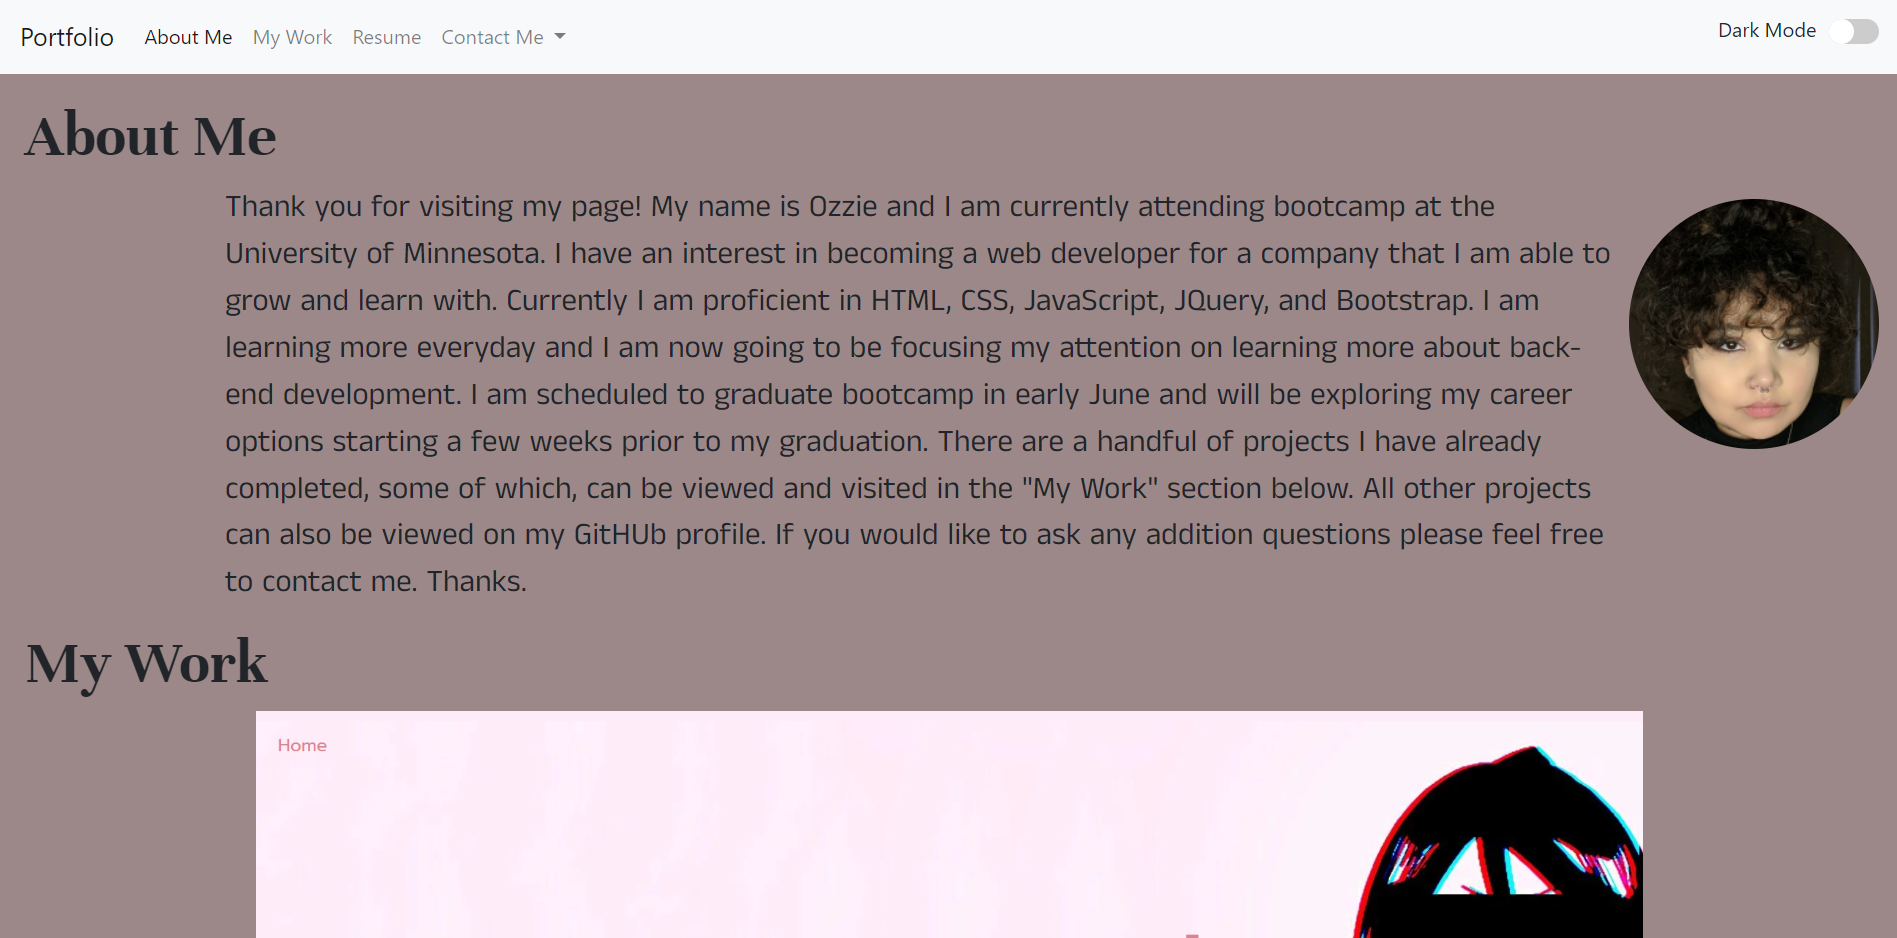 Portfolio About Me My Work Resume Contact Me Dark Mode
About Me
Thank you for visiting my page! My name is Ozzie and I am currently attending bootcamp at the
University of Minnesota. I have an interest in becoming a web developer for a company that I am able to
grow and learn with. Currently I am proficient in HTML, CSS, JavaScript, JQuery, and Bootstrap. I am
learning more everyday and I am now going to be focusing my attention on learning more about back-
end development. I am scheduled to graduate bootcamp in early June and will be exploring my career
options starting a few weeks prior to my graduation. There are a handful of projects I have already
completed, some of which, can be viewed and visited in the "My Work" section below. All other projects
can also be viewed on my GitHUb profile. If you would like to ask any addition questions please feel free
to contact me. Thanks.
My Work
Home